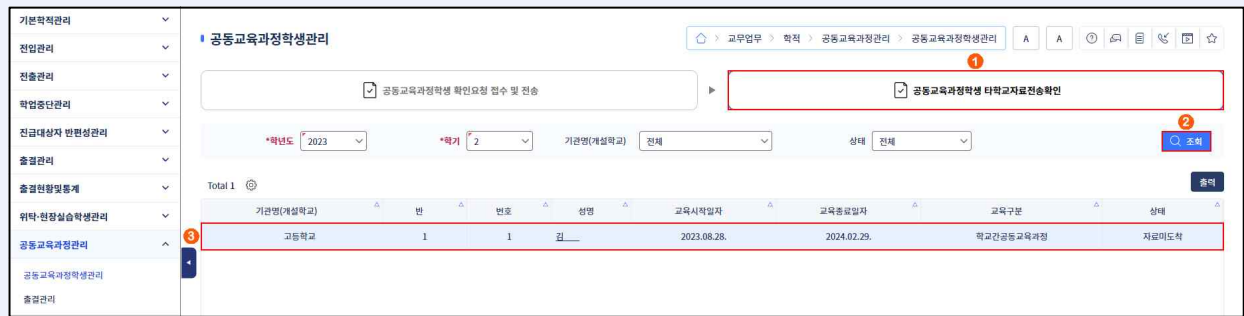 기본학적관리
전입관리
전출관리
학업중단관리
진급대상자 반편성관리
출결관리
출결현황및통계
위탁·현장실습학생관리
공동교육과정관리
공동교육과정학생관리
출결관리
공동교육과정학생관리
교무업무 > 학적 > 공동교육과정관리 > 공동교육과정학생관리 A A
1
공동교육과정학생 확인요청 접수 및 전송 ▶ 공동교육과정학생 타학교자료전송확인
2
*학년도 2023 *학기 2 기관명(개설학교) 전체 상태 전체 조회
Total 1 출력
기관명(개설학교) 반 번호 성명 교육시작일자 교육종료일자 교육구분 상태
3 고등학교 1 1 김 2023.08.28. 2024.02.29. 학교간공동교육과정 자료미도착